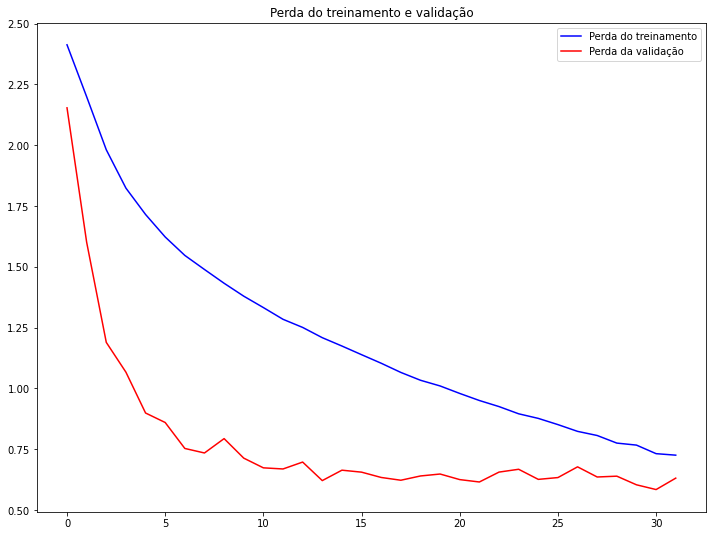 Perda do treinamento e validação
Perda do treinamento
Perda da validação
2.50
2.25
2.00
1.75
1.50
1.25
1.00
0.75
0.50
0 5 10 15 20 25 30